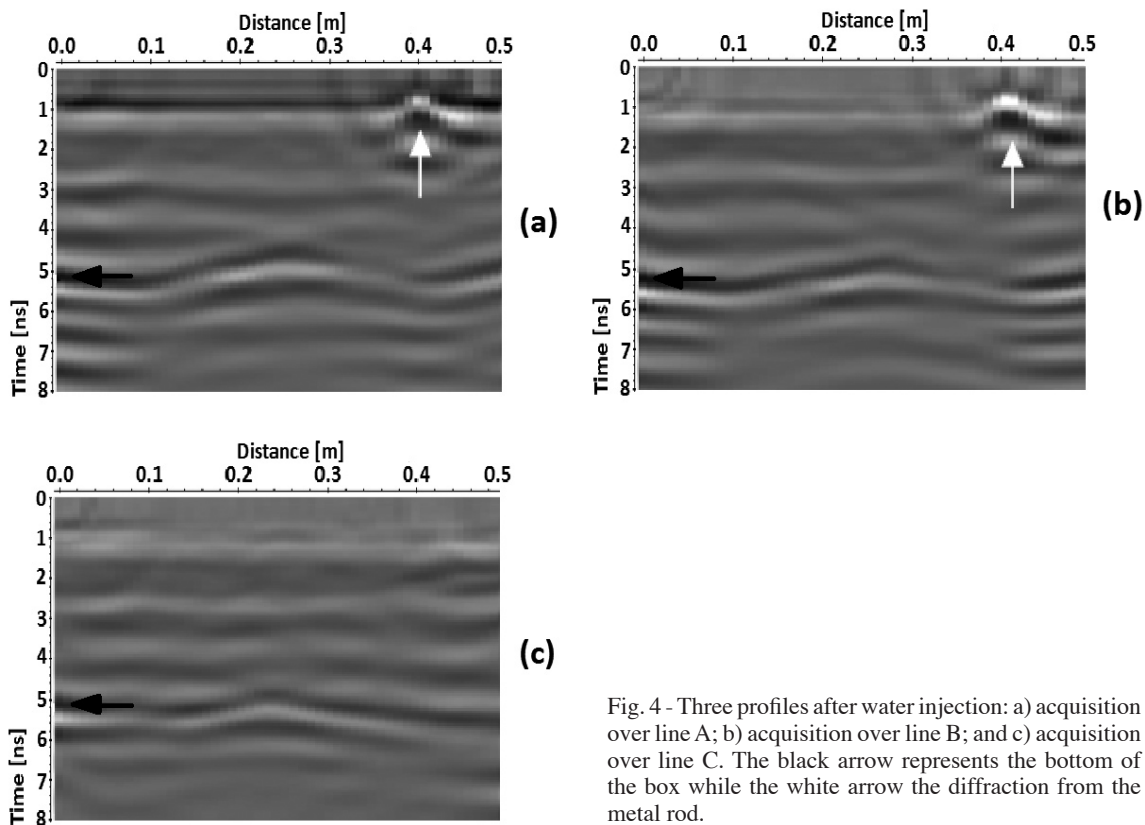 Distance [m]
0.0 0.1 0.2 0.3 0.4 0.5
0
1
2
3
4
5
6
7
8
Time [ns]
(a)
Distance [m]
0.0 0.1 0.2 0.3 0.4 0.5
0
1
2
3
4
5
6
7
8
Time [ns]
(b)
Distance [m]
0.0 0.1 0.2 0.3 0.4 0.5
0
1
2
3
4
5
6
7
8
Time [ns]
(c)
Fig. 4 - Three profiles after water injection: a) acquisition
over line A; b) acquisition over line B; and c) acquisition
over line C. The black arrow represents the bottom of
the box while the white arrow the diffraction from the
metal rod.